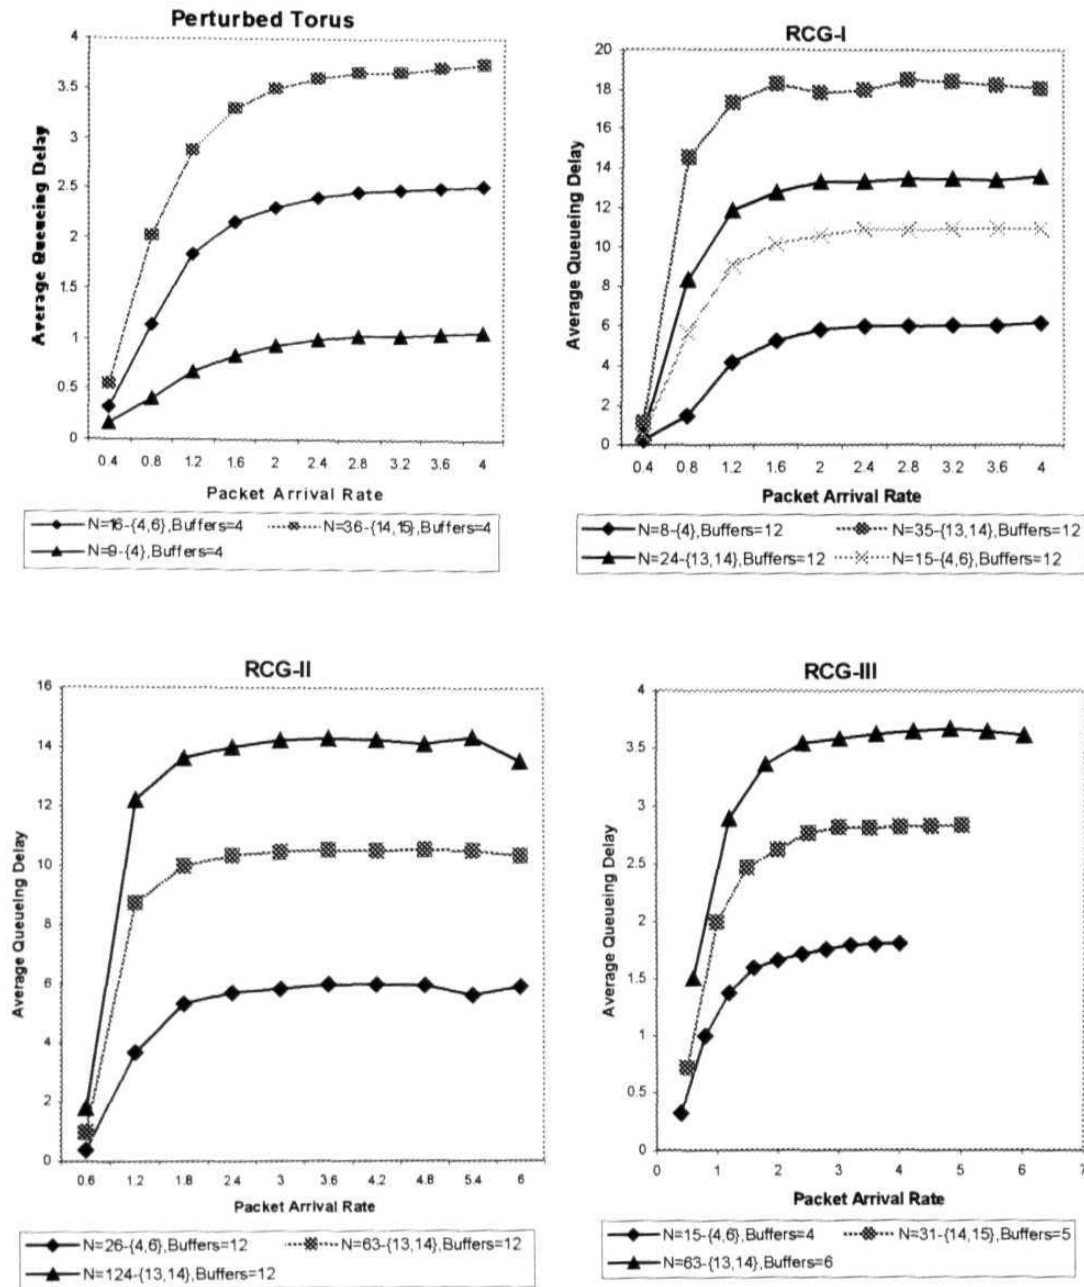 Perturbed Torus
4
3.5
3
2.5
2
1.5
1
0.5
0
Average Queueing Delay
0.4 0.8 1.2 1.6 2 2.4 2.8 3.2 3.6 4
Packet Arrival Rate
N=16-{4,6},Buffers=4 N=36-{14,15},Buffers=4
N=9-{4},Buffers=4
RCG-I
20
18
16
14
12
10
8
6
4
2
0
Average Queueing Delay
0.4 0.8 1.2 1.6 2 2.4 2.8 3.2 3.6 4
Packet Arrival Rate
N=8-{4},Buffers=12 N=35-{13,14},Buffers=12
N=24-{13,14},Buffers=12 N=15-{4,6},Buffers=12
RCG-II
16
14
12
10
8
6
4
2
0
Average Queueing Delay
0.6 1.2 1.8 2.4 3 3.6 4.2 4.8 5.4 6
Packet Arrival Rate
N=26-{4,6},Buffers=12 N=63-{13,14},Buffers=12
N=124-{13,14},Buffers=12
RCG-III
4
3.5
3
2.5
2
1.5
1
0.5
0
Average Queueing Delay
0 1 2 3 4 5 6 7
Packet Arrival Rate
N=15-{4,6},Buffers=4 N=31-{14,15},Buffers=5
N=63-{13,14},Buffers=6